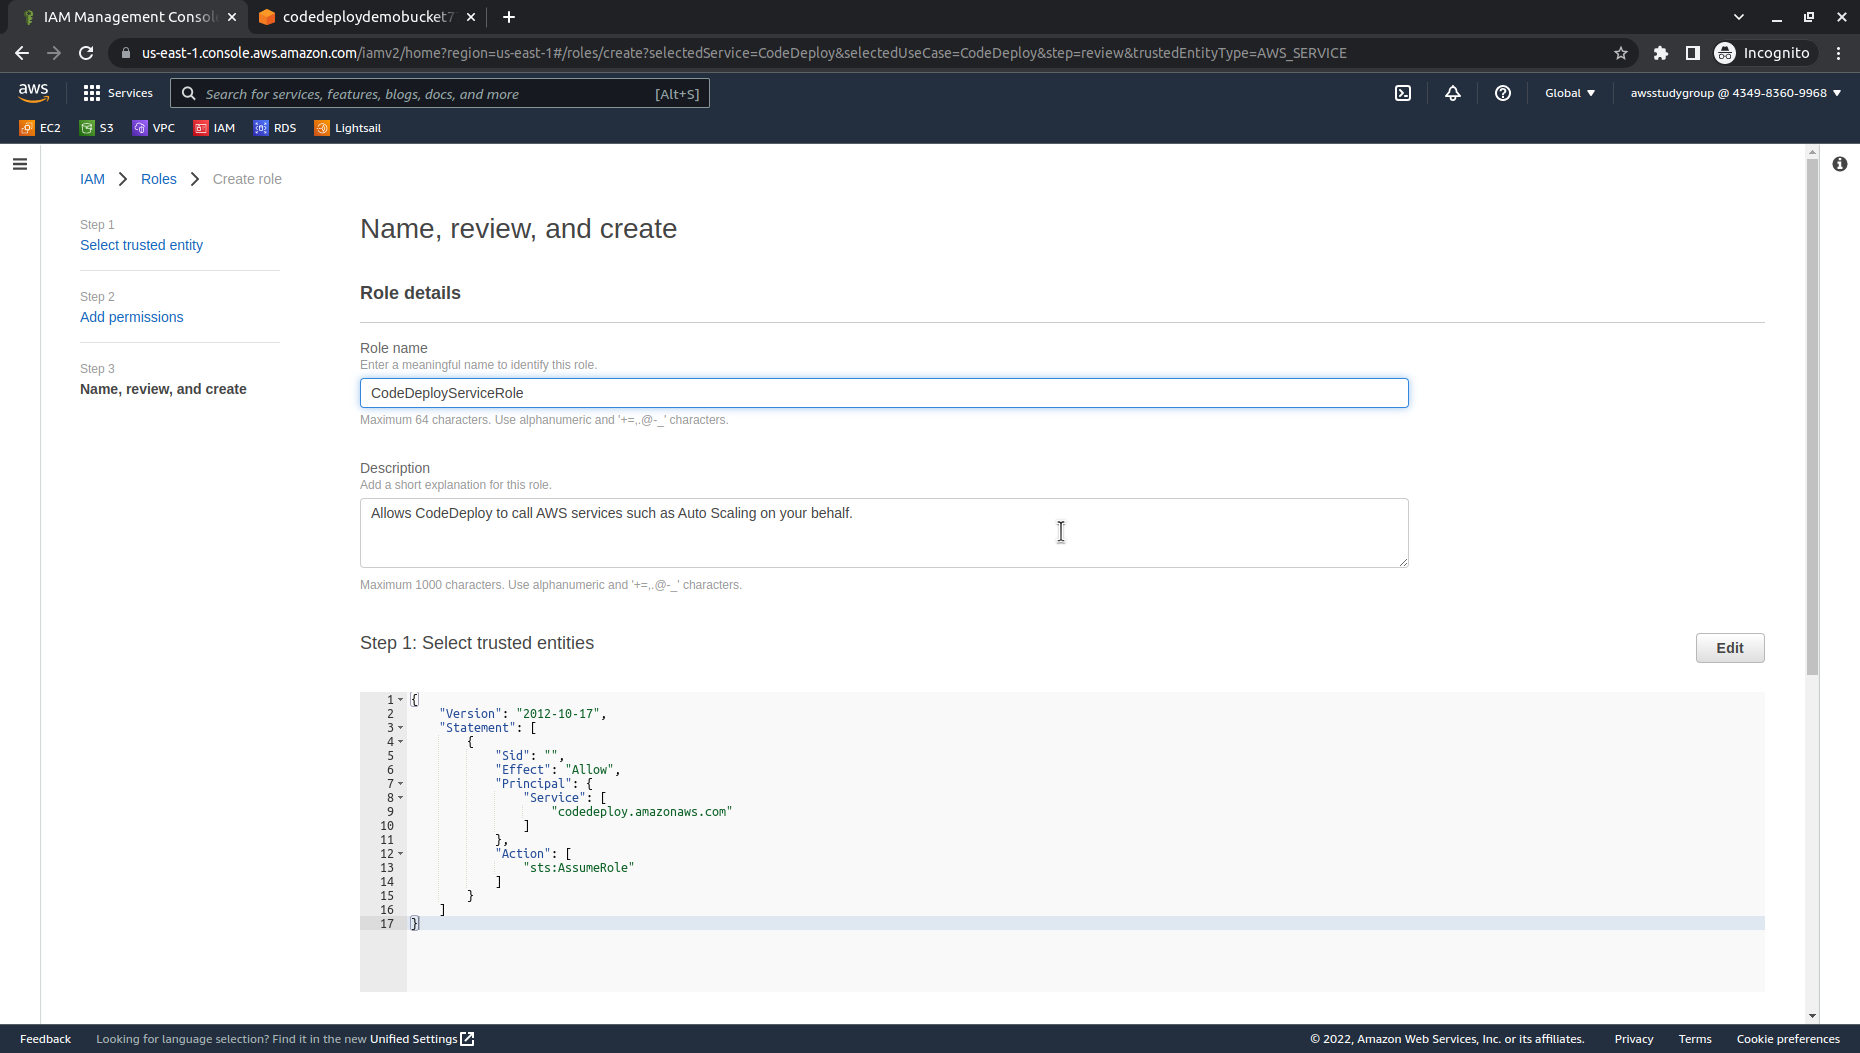 IAM Management Consol
codedeploydemobucket7
us-east-1.console.aws.amazon.com/iamv2/home?region=us-east-1#/roles/create?selectedService=CodeDeploy&selectedUseCase=CodeDeploy&step=review&trustedEntityType=AWS_SERVICE
Incognito
aws
Services
Search for services, features, blogs, docs, and more
[Alt+S]
Global
awsstudygroup @ 4349-8360-9968
EC2
S3
VPC
IAM
RDS
Lightsail
IAM
Roles
Create role
Step 1
Select trusted entity
Step 2
Add permissions
Step 3
Name, review, and create
Name, review, and create
Role details
Role name
Enter a meaningful name to identify this role.
CodeDeployServiceRole
Maximum 64 characters. Use alphanumeric and '+=,.@-_' characters.
Description
Add a short explanation for this role.
Allows CodeDeploy to call AWS services such as Auto Scaling on your behalf.
Maximum 1000 characters. Use alphanumeric and '+=,.@-_' characters.
Step 1: Select trusted entities
Edit
1 {
2 "Version": "2012-10-17",
3 "Statement": [
4 {
5 "Sid": "",
6 "Effect": "Allow",
7 "Principal": {
8 "Service": [
9 "codedeploy.amazonaws.com"
10 ]
11 },
12 "Action": [
13 "sts:AssumeRole"
14 ]
15 }
16 ]
17 }
Feedback
Looking for language selection? Find it in the new Unified Settings
© 2022, Amazon Web Services, Inc. or its affiliates.
Privacy
Terms
Cookie preferences